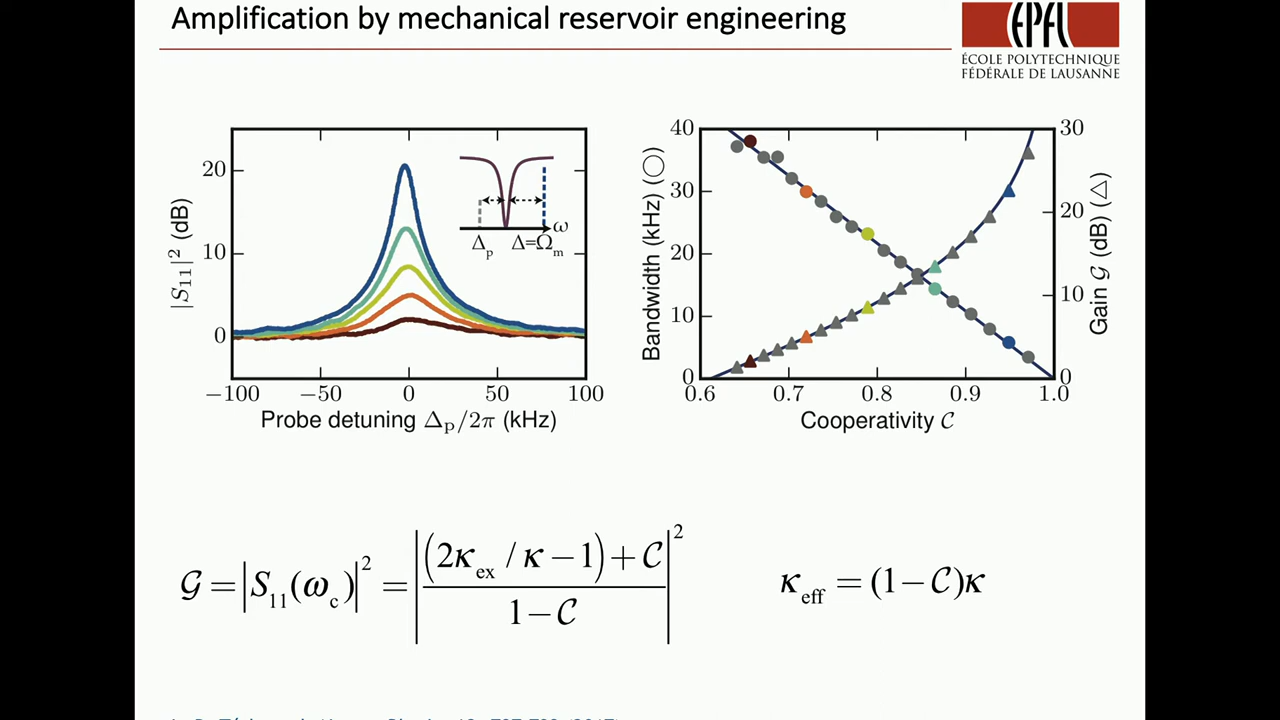 Amplification by mechanical reservoir engineering
EPFL
ÉCOLE POLYTECHNIQUE
FÉDÉRALE DE LAUSANNE
|S₁₁|² (dB)
20
10
0
−100
−50
0
50
100
Probe detuning Δp/2π (kHz)
ω
Δp
Δ=Ωm
Bandwidth (kHz) (○)
40
30
20
10
0
0.6
0.7
0.8
0.9
1.0
Cooperativity 𝒞
30
20
10
0
Gain 𝒢 (dB) (△)
𝒢 = |S₁₁(ωc)|² = |((2κex / κ − 1) + 𝒞) / (1 − 𝒞)|²
κeff = (1 − 𝒞)κ